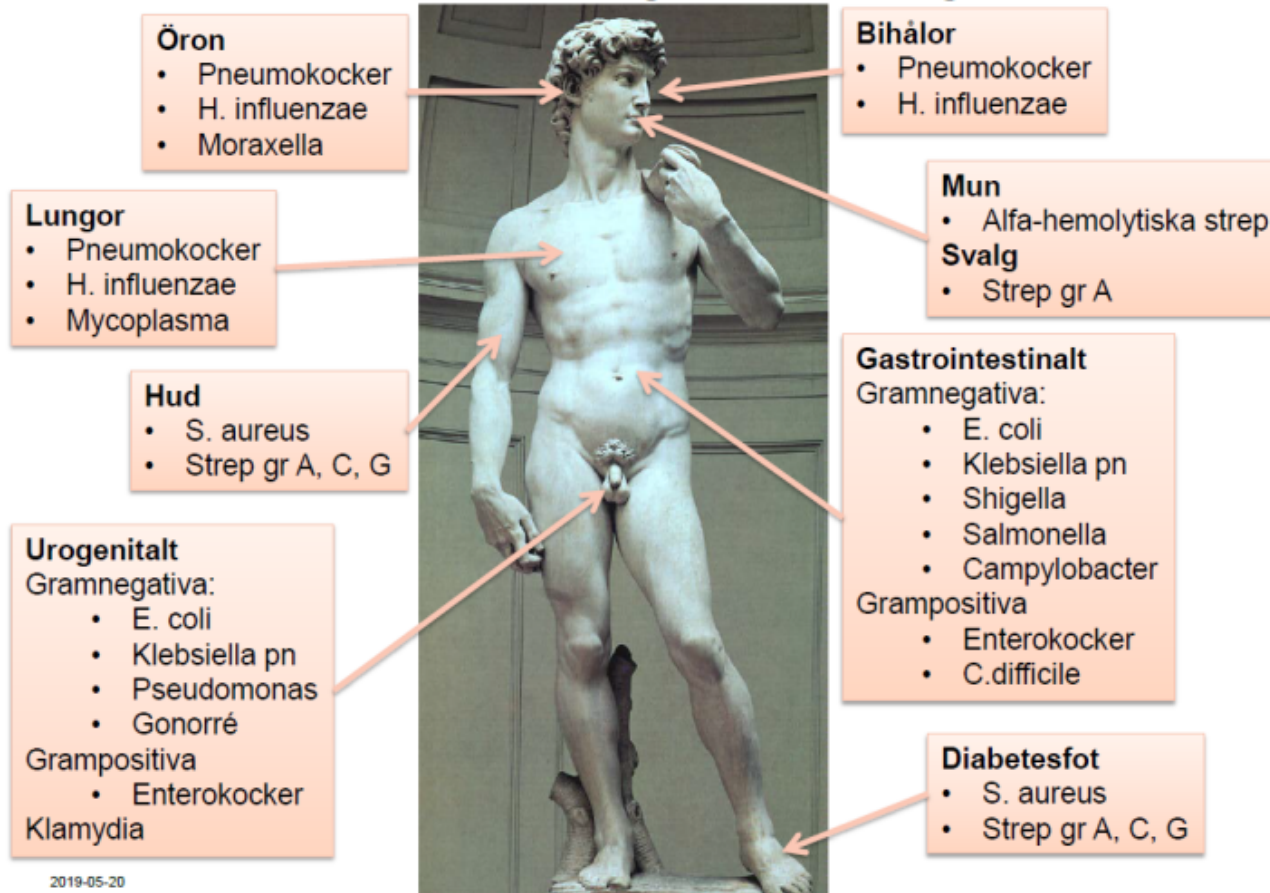 Öron
• Pneumokocker
• H. influenzae
• Moraxella
Bihålor
• Pneumokocker
• H. influenzae
Mun
• Alfa-hemolytiska strep
Svalg
• Strep gr A
Lungor
• Pneumokocker
• H. influenzae
• Mycoplasma
Hud
• S. aureus
• Strep gr A, C, G
Gastrointestinalt
Gramnegativa:
• E. coli
• Klebsiella pn
• Shigella
• Salmonella
• Campylobacter
Grampositiva
• Enterokocker
• C.difficile
Urogenitalt
Gramnegativa:
• E. coli
• Klebsiella pn
• Pseudomonas
• Gonorré
Grampositiva
• Enterokocker
Klamydia
Diabetesfot
• S. aureus
• Strep gr A, C, G
2019-05-20